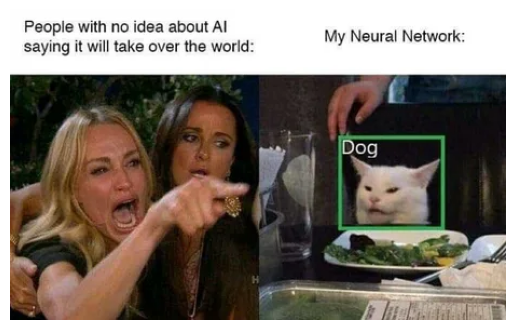 People with no idea about AI
saying it will take over the world:
My Neural Network:
Dog